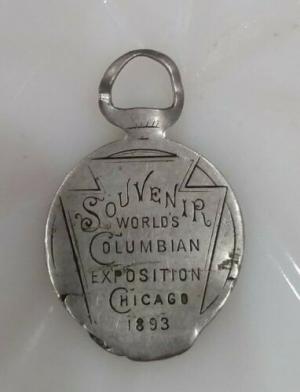 SOUVENIR
WORLD'S
COLUMBIAN
EXPOSITION
CHICAGO
1893